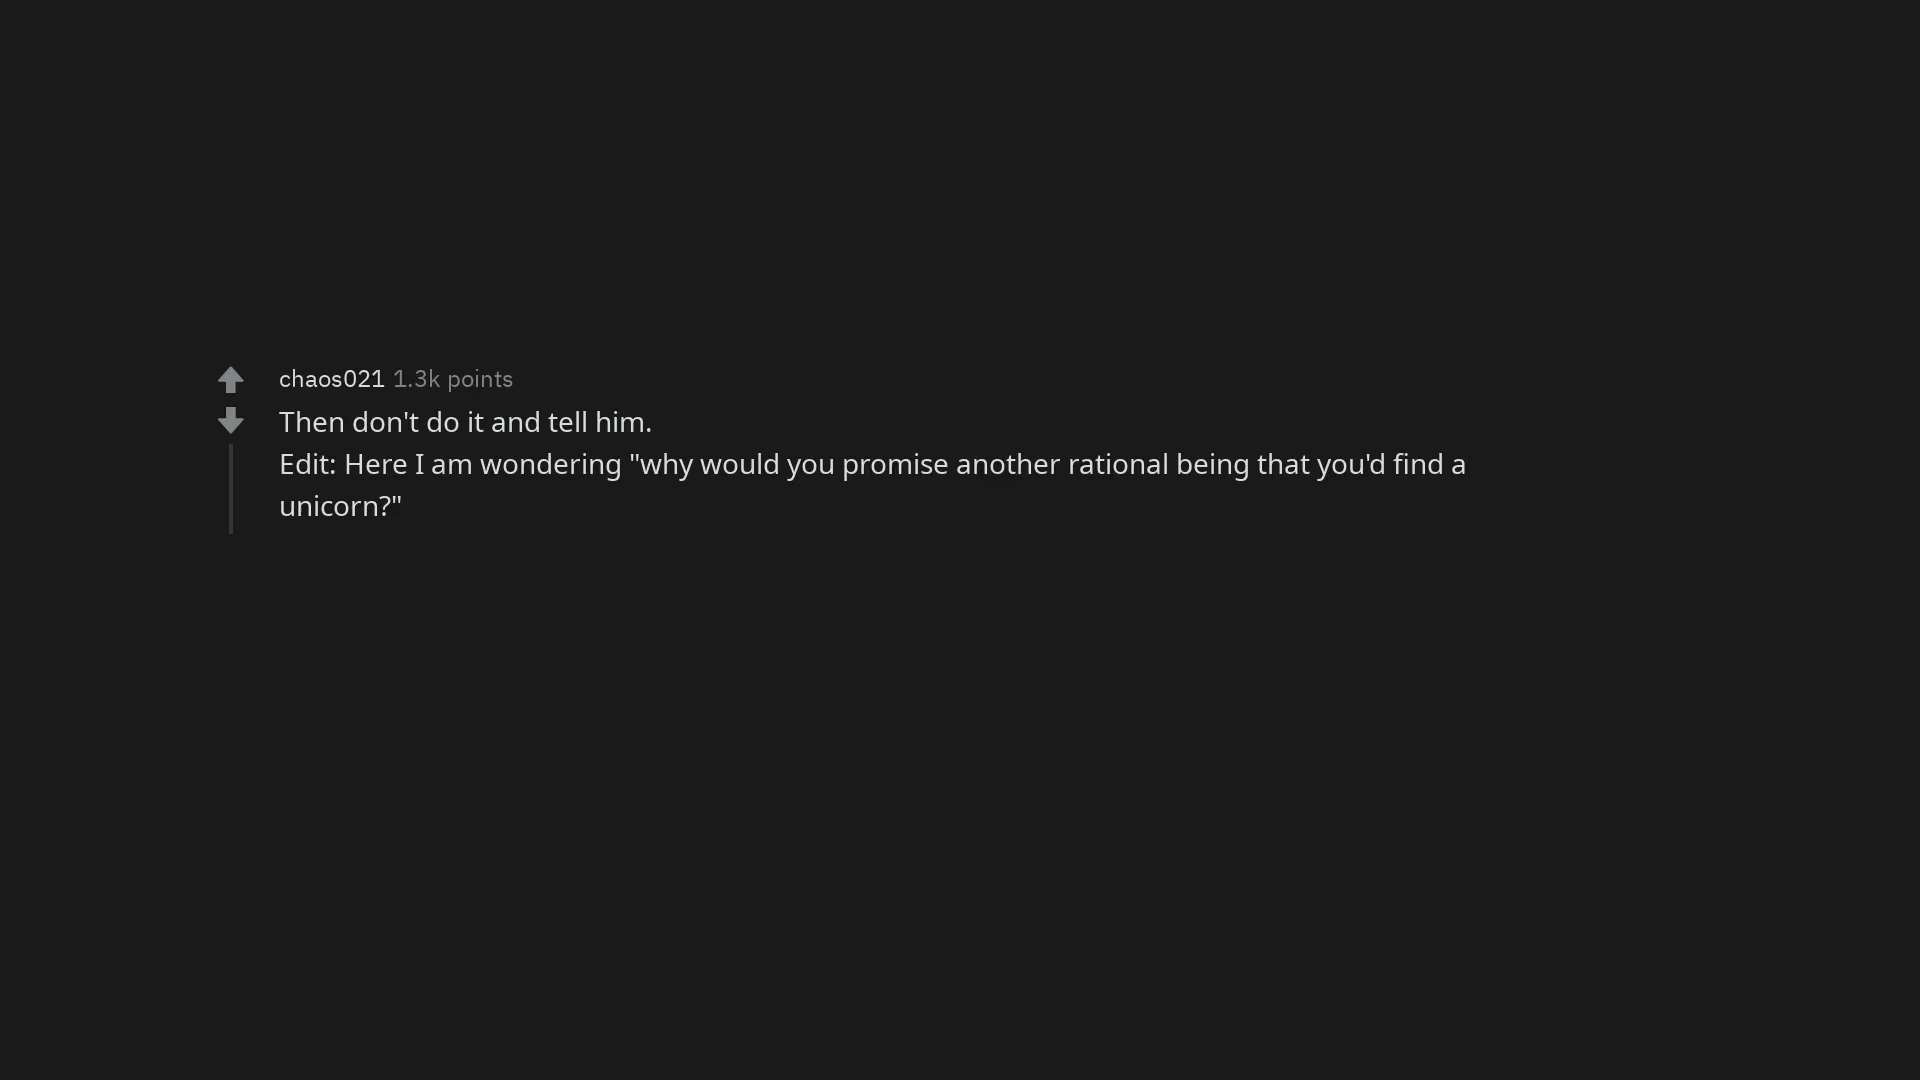 chaos021 1.3k points
Then don't do it and tell him.
Edit: Here I am wondering "why would you promise another rational being that you'd find a
unicorn?"